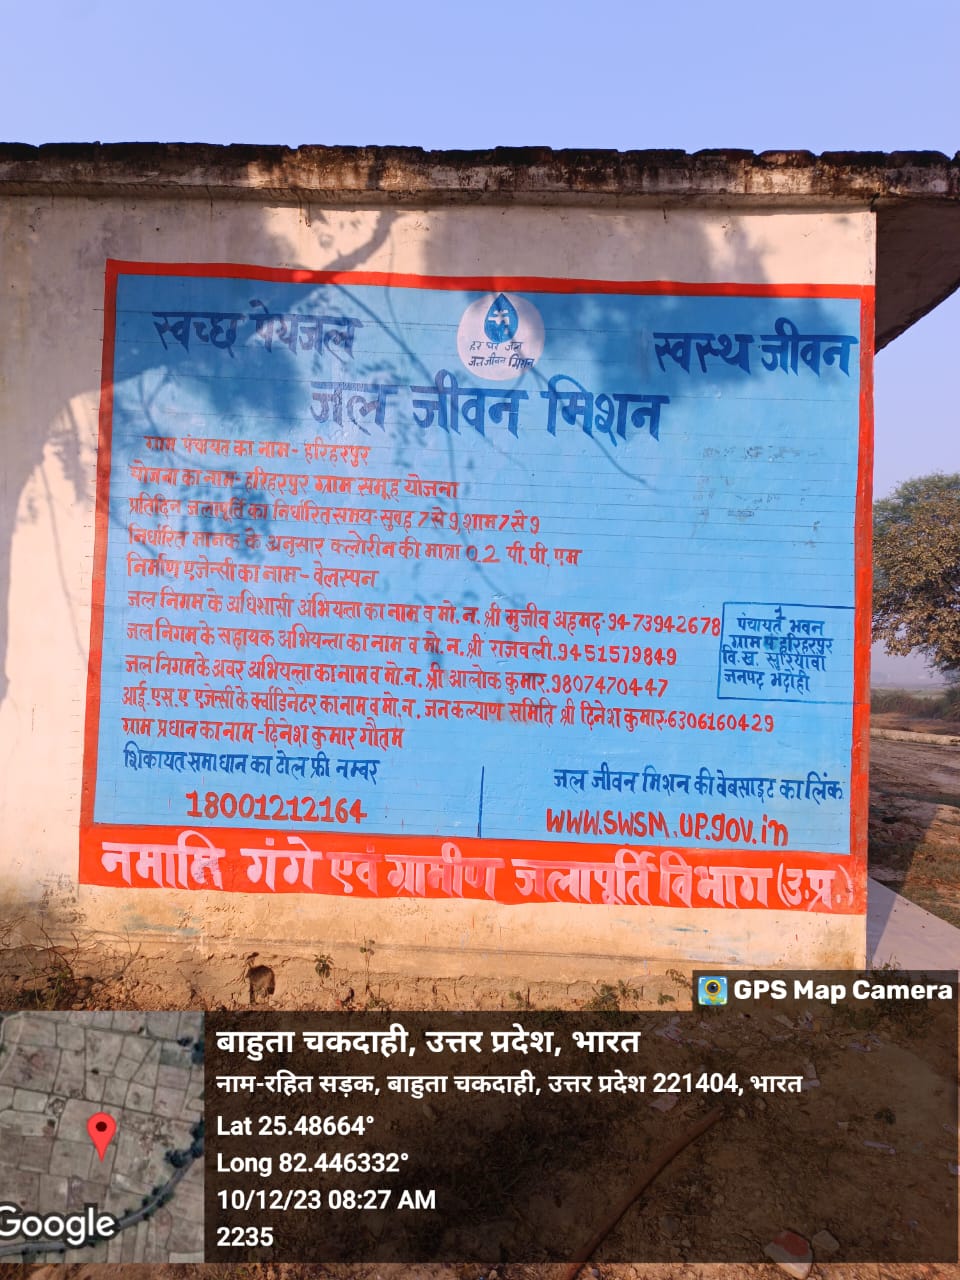 स्वच्छ पेयजल
हर घर जल
जल जीवन मिशन
स्वस्थ जीवन
जल जीवन मिशन
ग्राम पंचायत का नाम- हरिहरपुर
योजना का नाम- हरिहरपुर ग्राम समूह योजना
प्रतिदिन जलापूर्ति का निर्धारित समय-सुबह 7 से 9, शाम 7 से 9
निर्धारित मानक के अनुसार क्लोरीन की मात्रा 0.2 पी.पी.एम
निर्माण एजेन्सी का नाम- वेलस्पन
जल निगम के अधिशासी अभियन्ता का नाम व मो.न. श्री मुजीव अहमद-9473942678
जल निगम के सहायक अभियन्ता का नाम व मो.न. श्री राजवली.9451579849
जल निगम के अवर अभियन्ता का नाम व मो.न. श्री आलोक कुमार.9807470447
आई.एस.ए एजेन्सी के क्वाडिनेटर का नाम व मो.न. जन कल्याण समिति श्री दिनेश कुमार-6306160429
ग्राम प्रधान का नाम-दिनेश कुमार गौतम
पंचायत भवन
ग्राम पं हरिहरपुर
वि.ख. सुरियावां
जनपद भदोही
शिकायत समाधान का टोल फ्री नम्बर
18001212164
जल जीवन मिशन की वेबसाइट का लिंक
WWW.SWSM.UP.gov.in
नमामि गंगे एवं ग्रामीण जलापूर्ति विभाग (उ.प्र.)
GPS Map Camera
बाहुता चकदाही, उत्तर प्रदेश, भारत
नाम-रहित सड़क, बाहुता चकदाही, उत्तर प्रदेश 221404, भारत
Lat 25.48664°
Long 82.446332°
10/12/23 08:27 AM
2235
Google